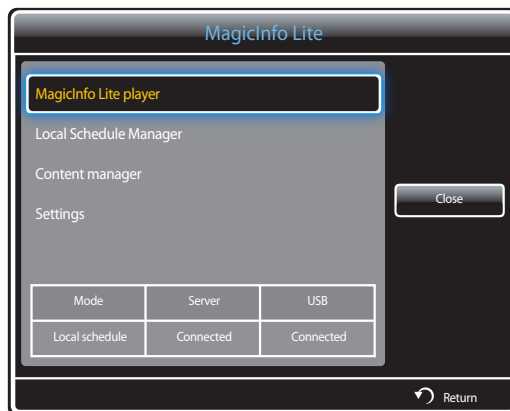 MagicInfo Lite
MagicInfo Lite player
Local Schedule Manager
Content manager
Settings
Close
Mode Server USB
Local schedule Connected Connected
Return